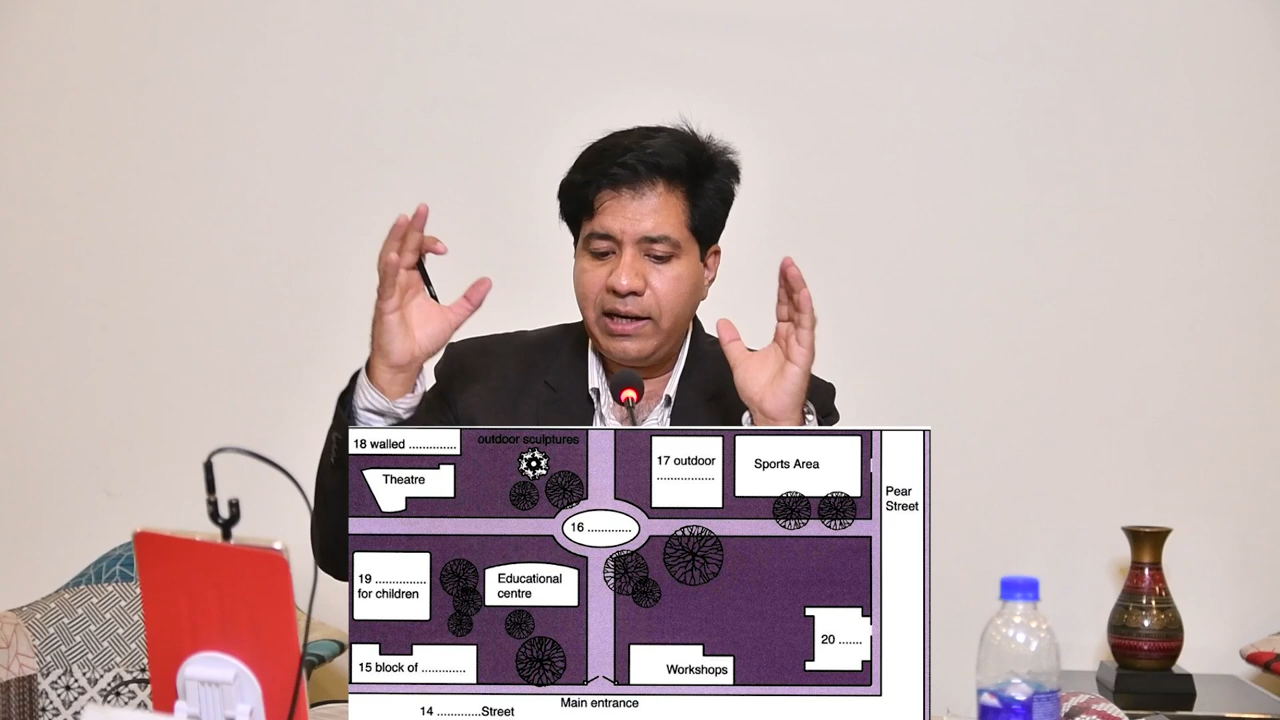 18 walled ..............
outdoor sculptures
Theatre
17 outdoor
..................
Sports Area
Pear
Street
16 .............
19 ................
for children
Educational
centre
20 .......
15 block of ..............
Workshops
Main entrance
14 .............Street